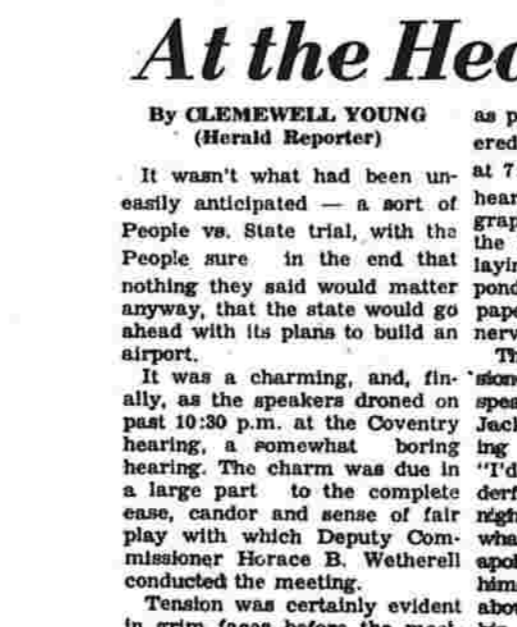 At the Hea
By CLEMEWELL YOUNG
(Herald Reporter)
It wasn't what had been un-
easily anticipated — a sort of
People vs. State trial, with the
People sure in the end that
nothing they said would matter
anyway, that the state would go
ahead with its plans to build an
airport.
It was a charming, and, fin-
ally, as the speakers droned on
past 10:30 p.m. at the Coventry
hearing, a somewhat boring
hearing. The charm was due in
a large part to the complete
ease, candor and sense of fair
play with which Deputy Com-
missioner Horace B. Wetherell
conducted the meeting.
Tension was certainly evident
in grim faces before the
as p
ered
at 7
hear
grap
the
layin
pond
pape
nerv
Th
sion
spea
Jack
ing
"I'd
derf
nigh
wha
apol
him
abou